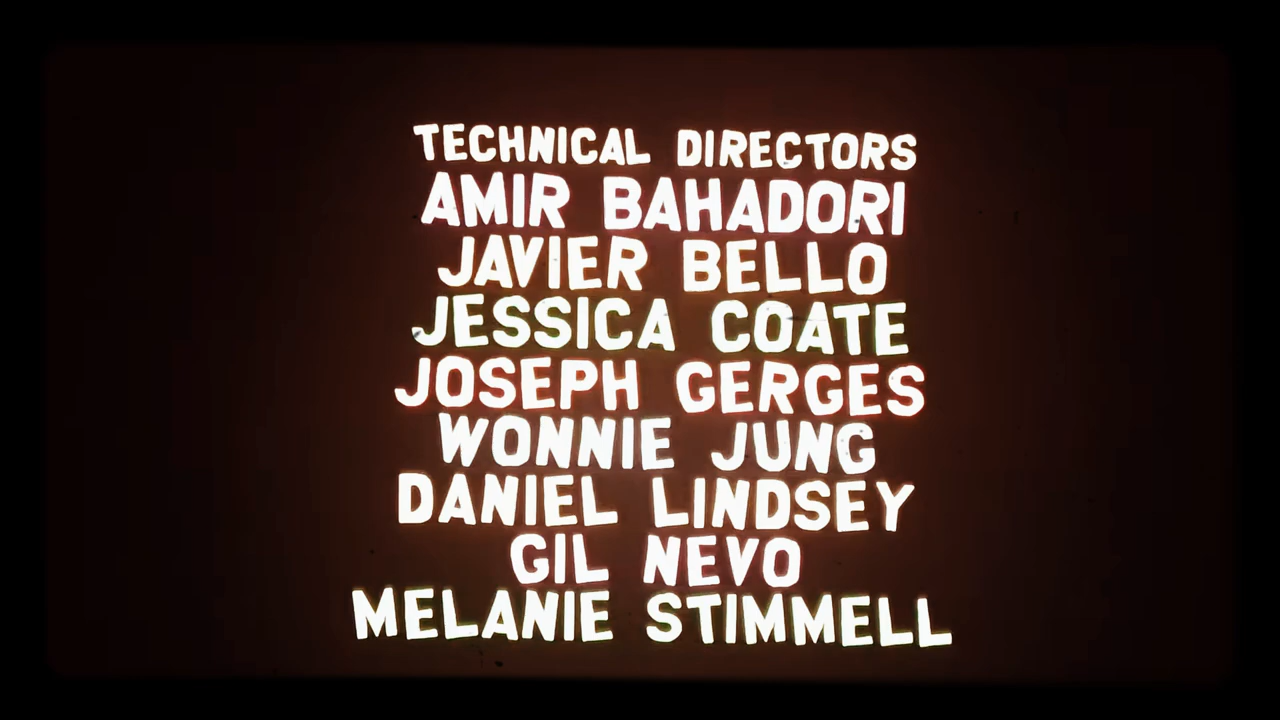 TECHNICAL DIRECTORS
AMIR BAHADORI
JAVIER BELLO
JESSICA COATE
JOSEPH GERGES
WONNIE JUNG
DANIEL LINDSEY
GIL NEVO
MELANIE STIMMELL